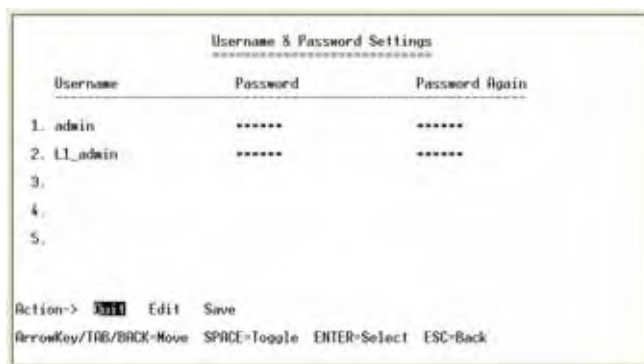 Username & Password Settings
Username Password Password Again
1. admin ****** ******
2. L1_admin ****** ******
3.
4.
5.
Action-> Quit Edit Save
ArrowKey/TAB/BACK=Move SPACE=Toggle ENTER=Select ESC=Back